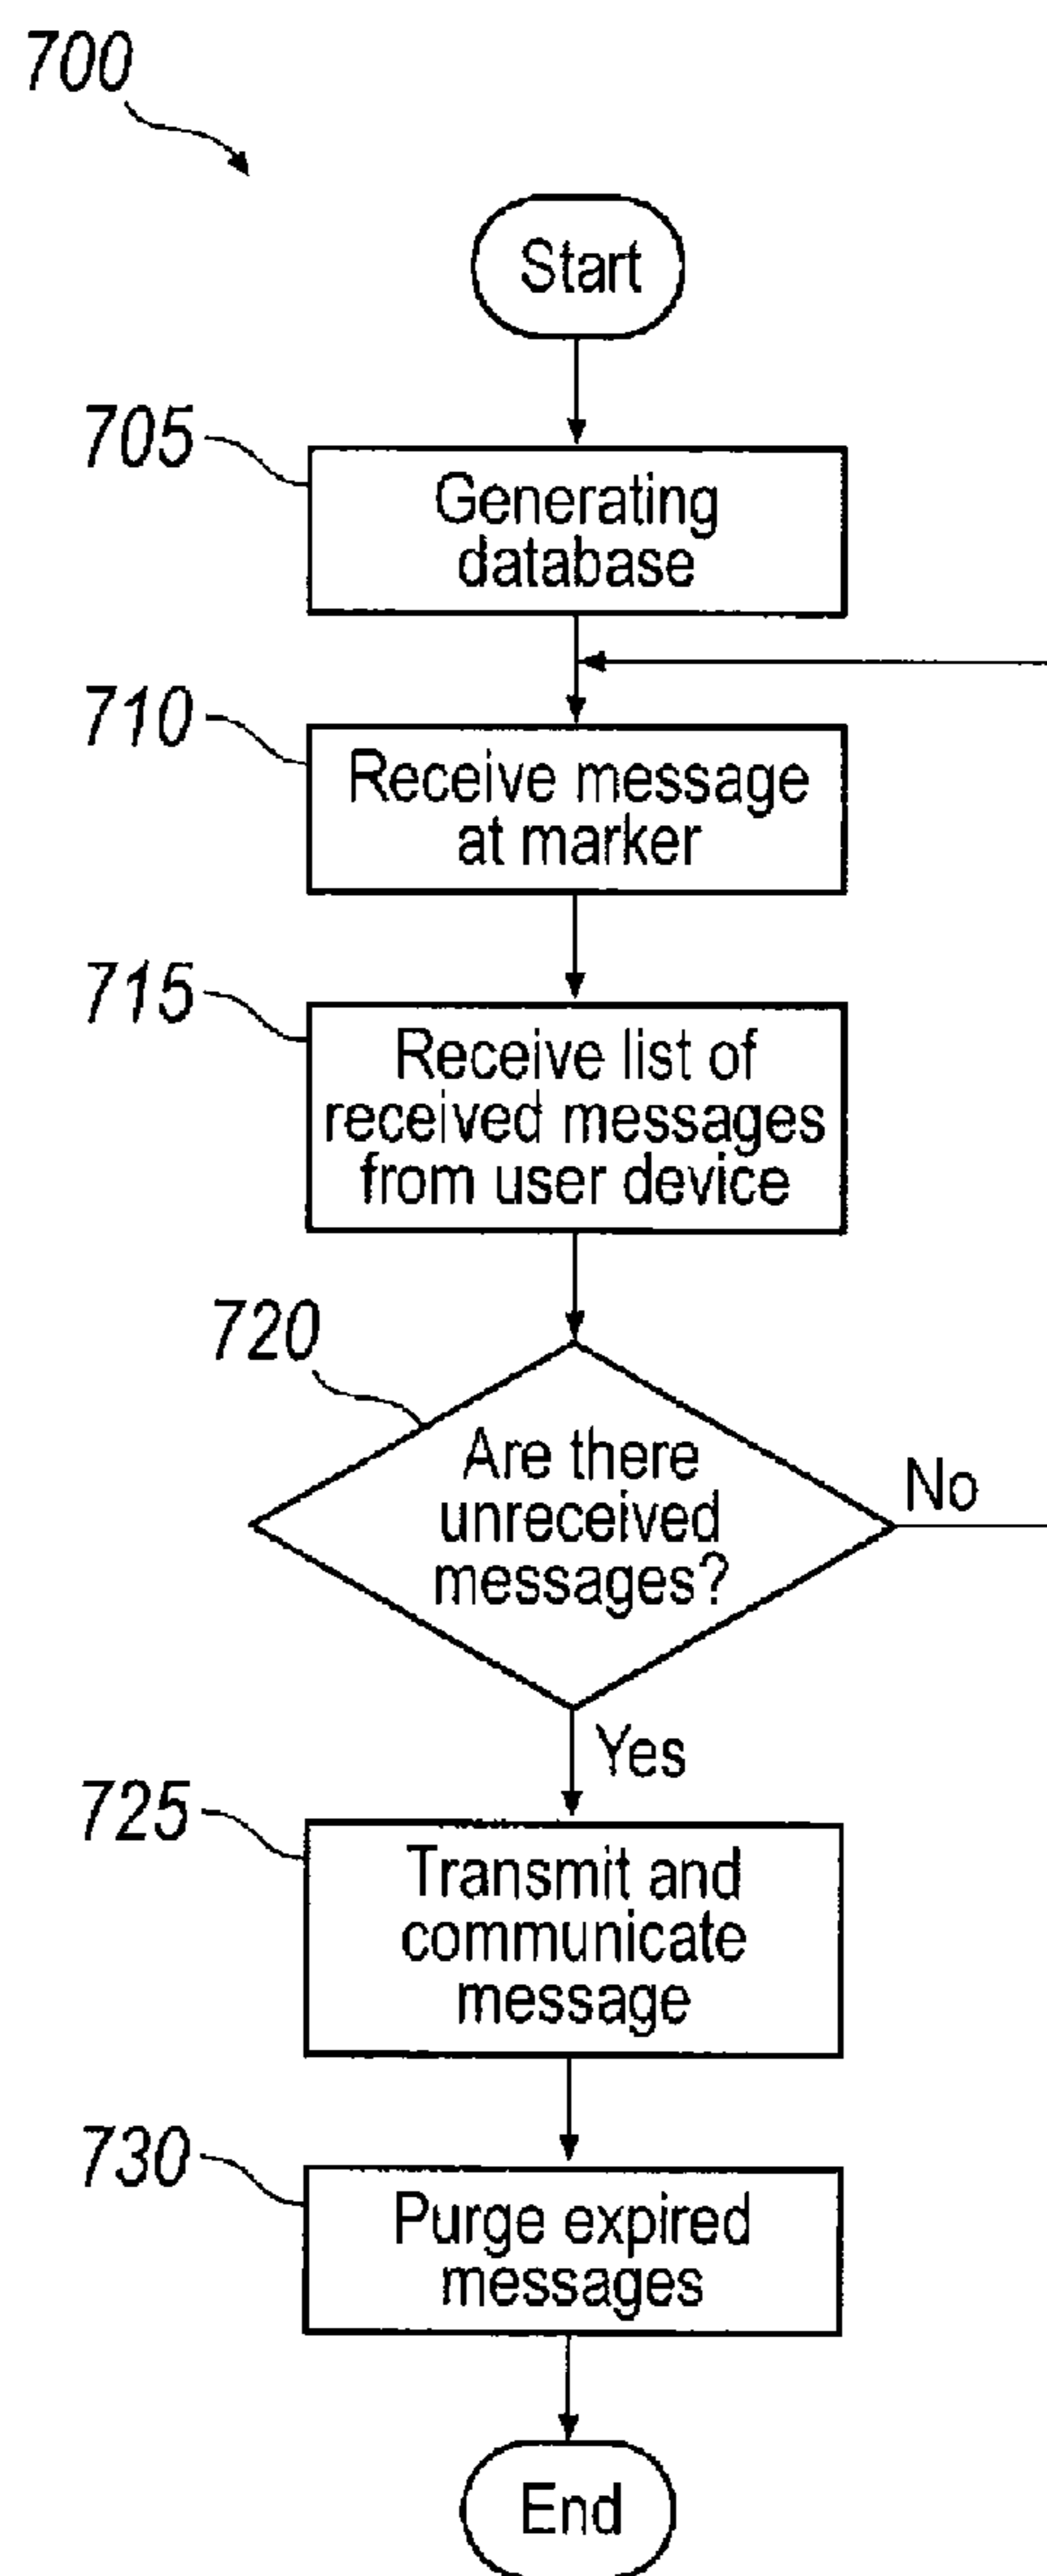 700
Start
705
Generating
database
710
Receive message
at marker
715
Receive list of
received messages
from user device
720
Are there
unreceived
messages?
No
Yes
725
Transmit and
communicate
message
730
Purge expired
messages
End